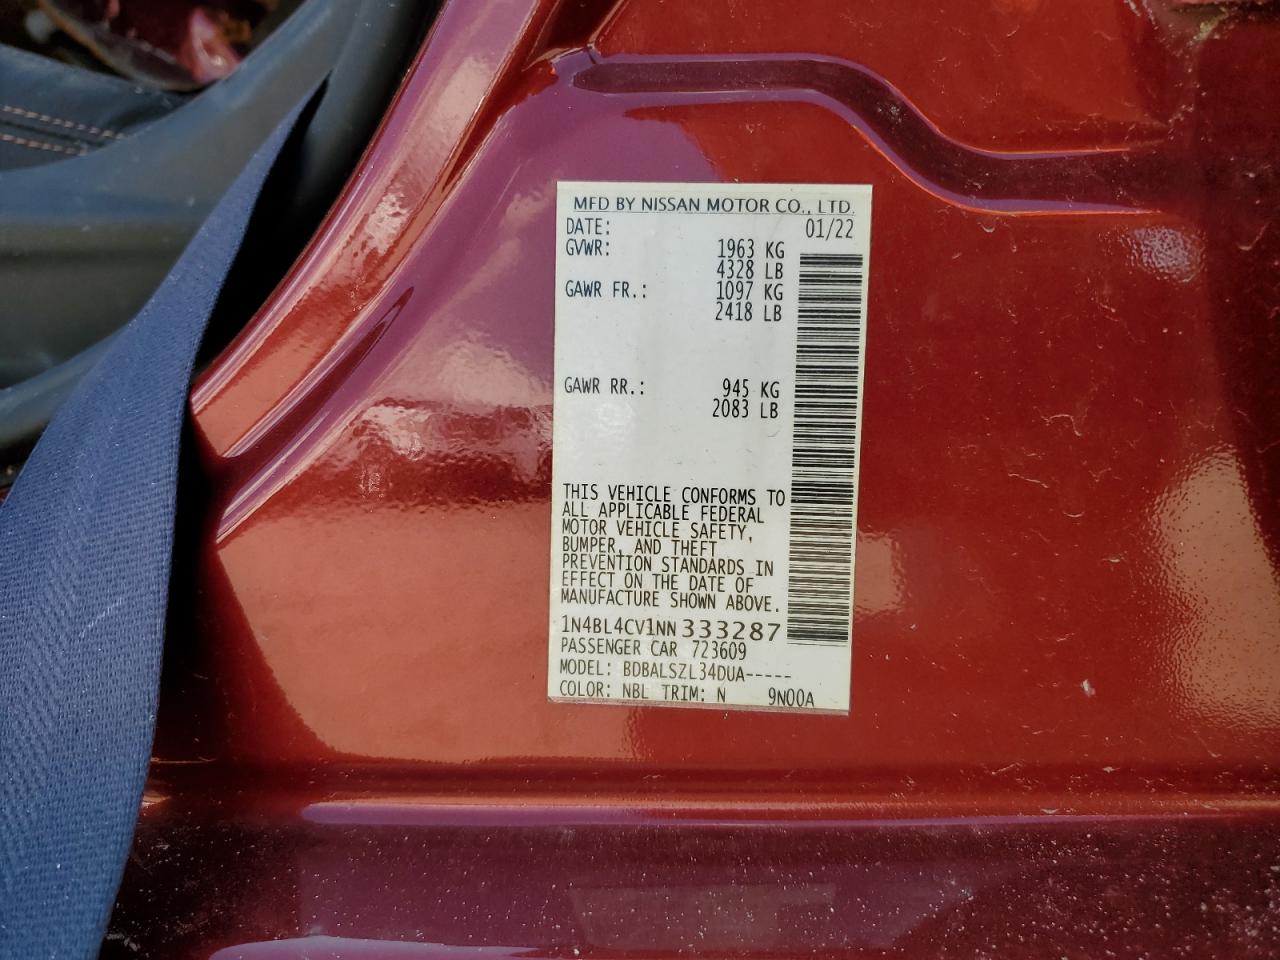 MFD BY NISSAN MOTOR CO., LTD.
DATE: 01/22
GVWR: 1963 KG
4328 LB
GAWR FR.: 1097 KG
2418 LB
GAWR RR.: 945 KG
2083 LB
THIS VEHICLE CONFORMS TO
ALL APPLICABLE FEDERAL
MOTOR VEHICLE SAFETY,
BUMPER, AND THEFT
PREVENTION STANDARDS IN
EFFECT ON THE DATE OF
MANUFACTURE SHOWN ABOVE.
1N4BL4CV1NN333287
PASSENGER CAR 723609
MODEL: BDBALSZL34DUA-----
COLOR: NBL TRIM: N 9N00A